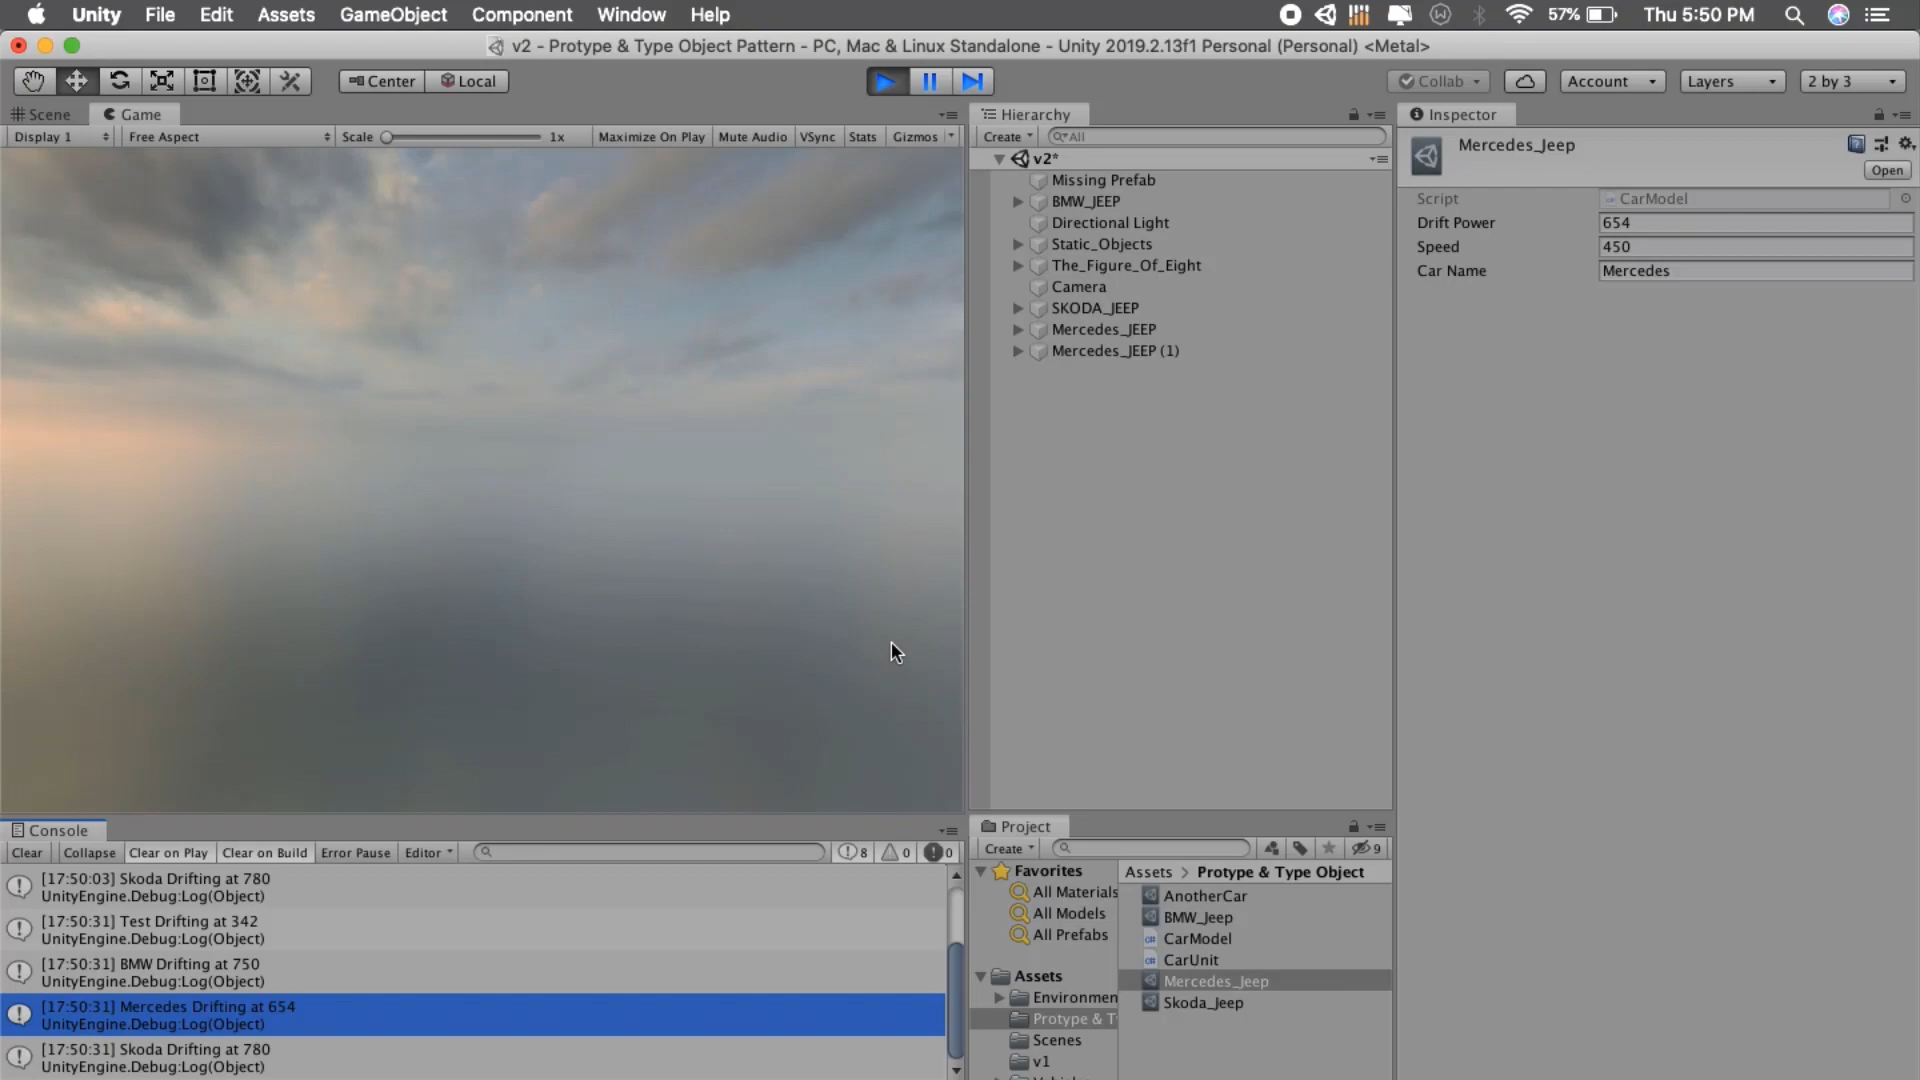 Unity File Edit Assets GameObject Component Window Help 57% Thu 5:50 PM
v2 - Protype & Type Object Pattern - PC, Mac & Linux Standalone - Unity 2019.2.13f1 Personal (Personal) <Metal>
Center Local Collab Account Layers 2 by 3
Scene Game
Display 1 Free Aspect Scale 1x Maximize On Play Mute Audio VSync Stats Gizmos
Hierarchy
Create All
v2*
Missing Prefab
BMW_JEEP
Directional Light
Static_Objects
The_Figure_Of_Eight
Camera
SKODA_JEEP
Mercedes_JEEP
Mercedes_JEEP (1)
Inspector
Mercedes_Jeep
Open
Script CarModel
Drift Power 654
Speed 450
Car Name Mercedes
Console
Clear Collapse Clear on Play Clear on Build Error Pause Editor 8 0 0
[17:50:03] Skoda Drifting at 780
UnityEngine.Debug:Log(Object)
[17:50:31] Test Drifting at 342
UnityEngine.Debug:Log(Object)
[17:50:31] BMW Drifting at 750
UnityEngine.Debug:Log(Object)
[17:50:31] Mercedes Drifting at 654
UnityEngine.Debug:Log(Object)
[17:50:31] Skoda Drifting at 780
UnityEngine.Debug:Log(Object)
Project
Create 9
Favorites
All Materials
All Models
All Prefabs
Assets
Environmen
Protype & T
Scenes
v1
Assets > Protype & Type Object
AnotherCar
BMW_Jeep
CarModel
CarUnit
Mercedes_Jeep
Skoda_Jeep